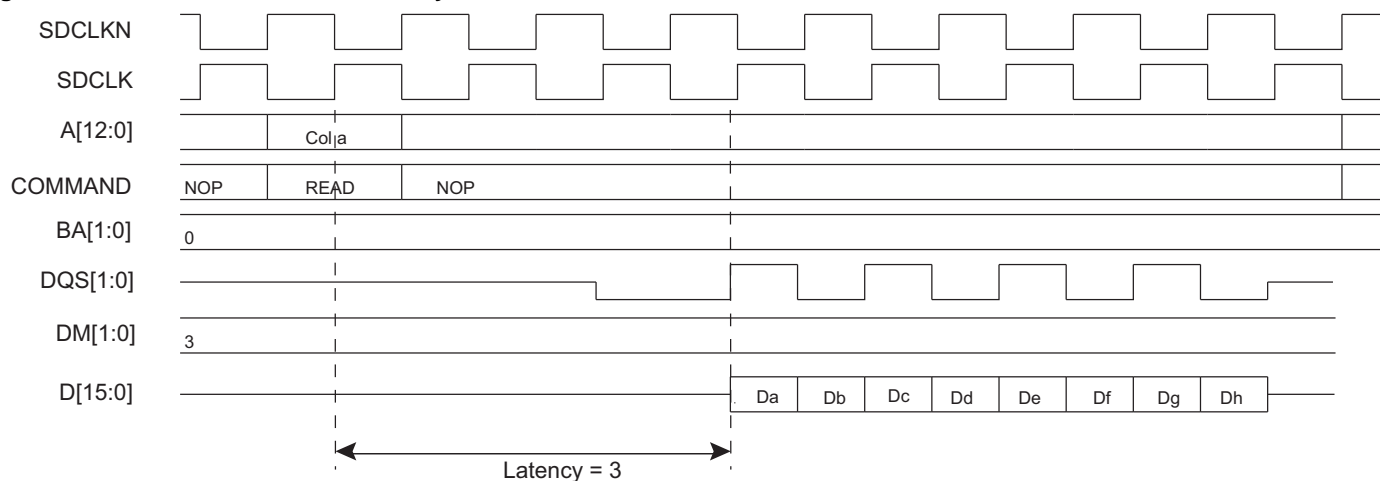 SDCLKN
SDCLK
A[12:0] Col a
COMMAND NOP READ NOP
BA[1:0] 0
DQS[1:0]
DM[1:0] 3
D[15:0] Da Db Dc Dd De Df Dg Dh
Latency = 3